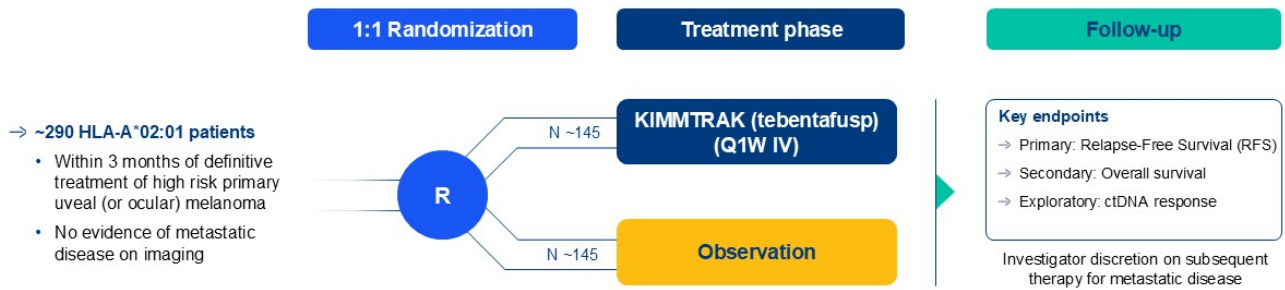 1:1 Randomization
Treatment phase
Follow-up
→ ~290 HLA-A*02:01 patients
• Within 3 months of definitive
treatment of high risk primary
uveal (or ocular) melanoma
• No evidence of metastatic
disease on imaging
R
N ~145
N ~145
KIMMTRAK (tebentafusp)
(Q1W IV)
Observation
Key endpoints
→ Primary: Relapse-Free Survival (RFS)
→ Secondary: Overall survival
→ Exploratory: ctDNA response
Investigator discretion on subsequent
therapy for metastatic disease